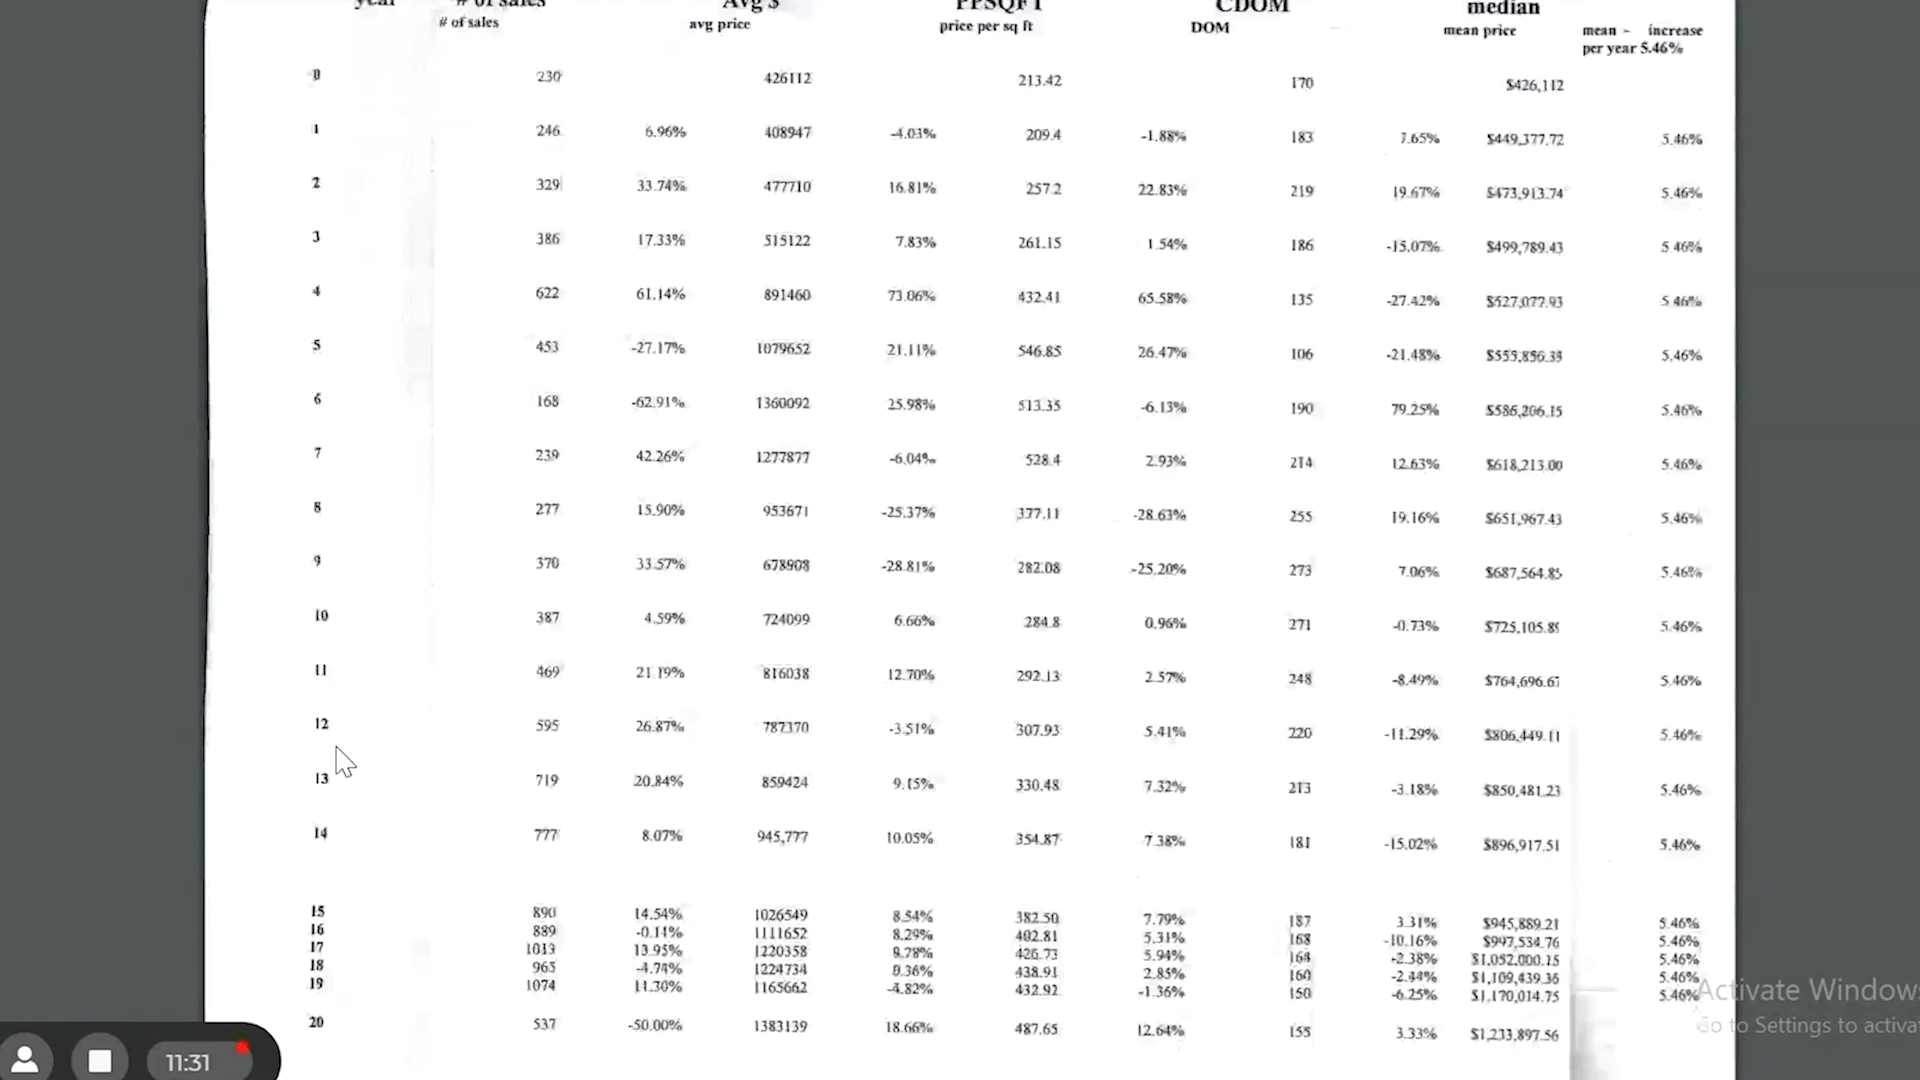 year # of sales Avg $ PPSQFT CDOM median
# of sales avg price price per sq ft DOM mean price mean - increase
per year 5.46%
0 230 426112 213.42 170 $426,112
1 246 6.96% 408947 -4.03% 209.4 -1.88% 183 7.65% $449,377.72 5.46%
2 329 33.74% 477710 16.81% 257.2 22.83% 219 19.67% $473,913.74 5.46%
3 386 17.33% 515122 7.83% 261.15 1.54% 186 -15.07% $499,789.43 5.46%
4 622 61.14% 891460 73.06% 432.41 65.58% 135 -27.42% $527,077.93 5.46%
5 453 -27.17% 1079652 21.11% 546.85 26.47% 106 -21.48% $555,856.39 5.46%
6 168 -62.91% 1360092 25.98% 513.35 -6.13% 190 79.25% $586,206.15 5.46%
7 239 42.26% 1277877 -6.04% 528.4 2.93% 214 12.63% $618,213.00 5.46%
8 277 15.90% 953671 -25.37% 377.11 -28.63% 255 19.16% $651,967.43 5.46%
9 370 33.57% 678908 -28.81% 282.08 -25.20% 273 7.06% $687,564.85 5.46%
10 387 4.59% 724099 6.66% 284.8 0.96% 271 -0.73% $725,105.89 5.46%
11 469 21.19% 816038 12.70% 292.13 2.57% 248 -8.49% $764,696.67 5.46%
12 595 26.87% 787370 -3.51% 307.93 5.41% 220 -11.29% $806,449.11 5.46%
13 719 20.84% 859424 9.15% 330.48 7.32% 213 -3.18% $850,481.23 5.46%
14 777 8.07% 945,777 10.05% 354.87 7.38% 181 -15.02% $896,917.51 5.46%
15 890 14.54% 1026549 8.54% 382.50 7.79% 187 3.31% $945,889.21 5.46%
16 889 -0.11% 1111652 8.29% 402.81 5.31% 168 -10.16% $997,534.76 5.46%
17 1013 13.95% 1220358 9.78% 426.73 5.94% 164 -2.38% $1,052,000.15 5.46%
18 965 -4.74% 1224734 0.36% 438.91 2.85% 160 -2.44% $1,109,439.36 5.46%
19 1074 11.30% 1165662 -4.82% 432.92 -1.36% 150 -6.25% $1,170,014.75 5.46%
20 537 -50.00% 1383139 18.66% 487.65 12.64% 155 3.33% $1,233,897.56
Activate Windows
Go to Settings to activa
11:31